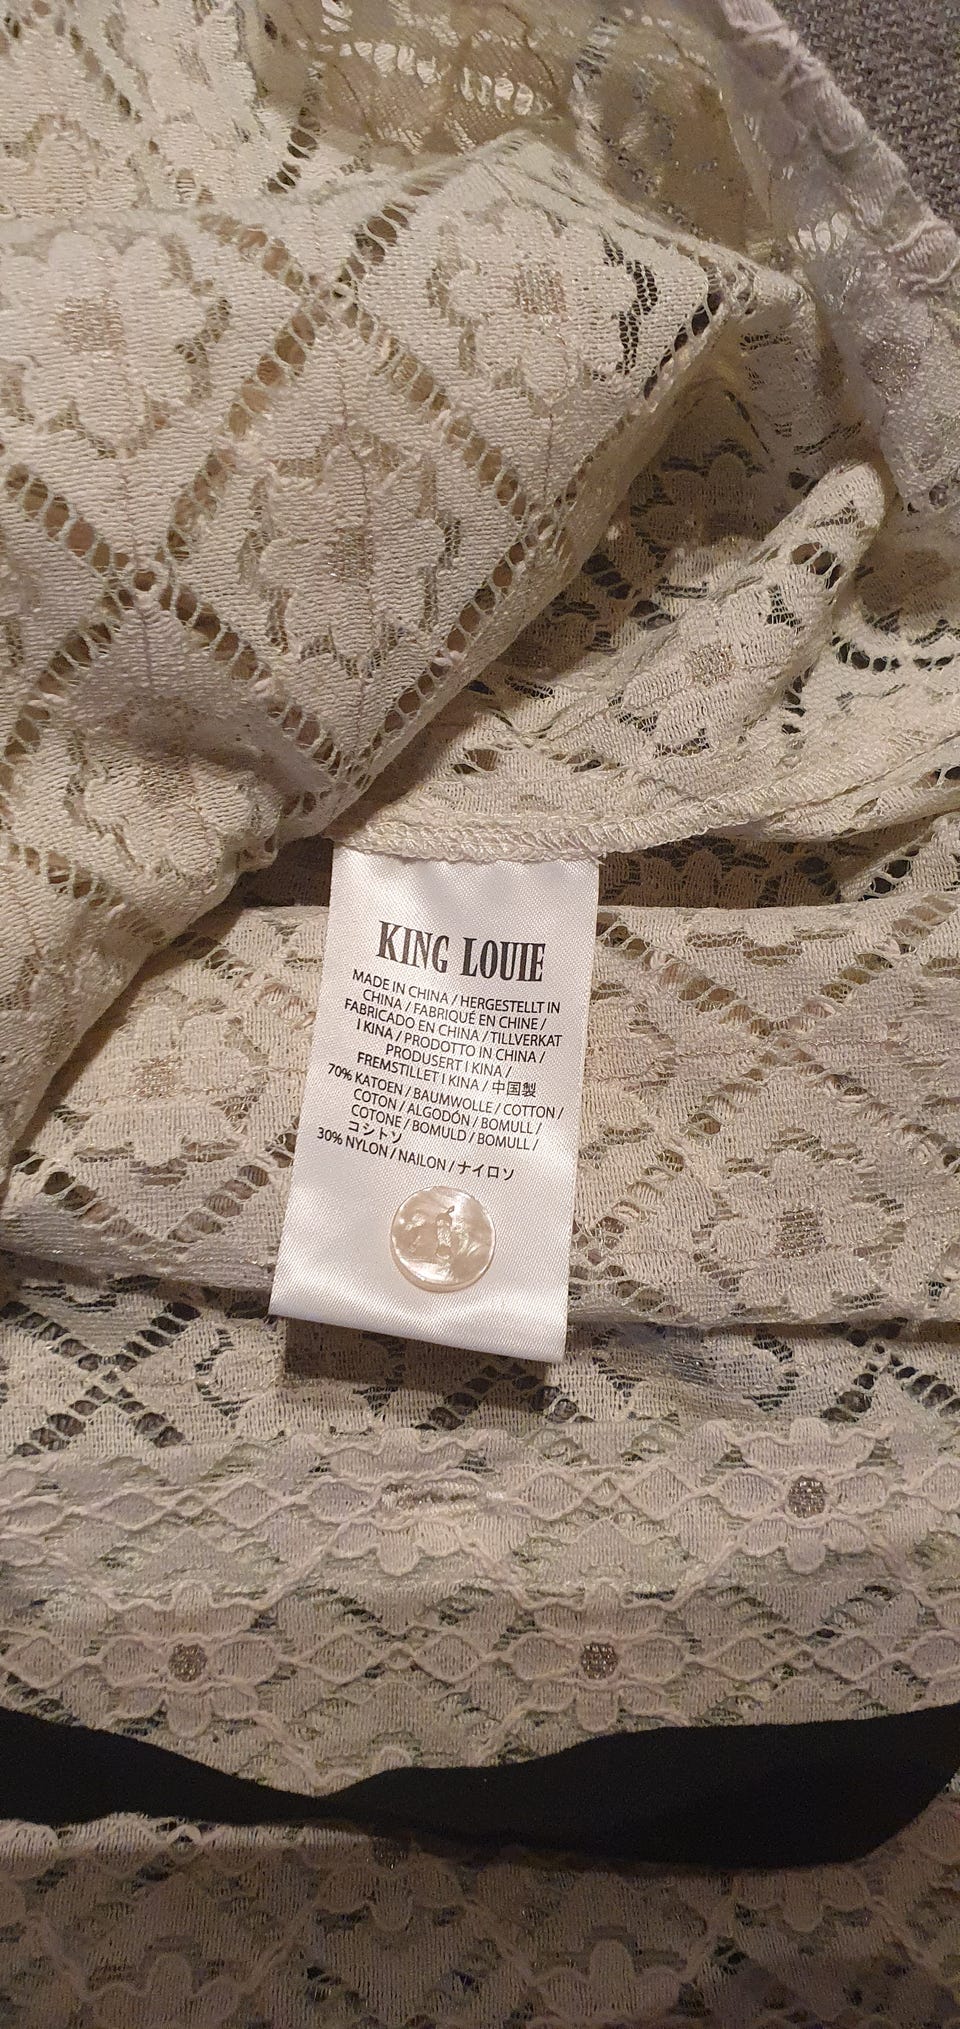 KING LOUIE
MADE IN CHINA / HERGESTELLT IN
CHINA / FABRIQUÉ EN CHINE /
FABRICADO EN CHINA / TILLVERKAT
I KINA / PRODOTTO IN CHINA /
PRODUSERT I KINA /
FREMSTILLET I KINA / 中国製
70% KATOEN / BAUMWOLLE / COTTON /
COTON / ALGODÓN / BOMULL /
COTONE / BOMULD / BOMULL /
コシトソ
30% NYLON / NAILON / ナイロソ